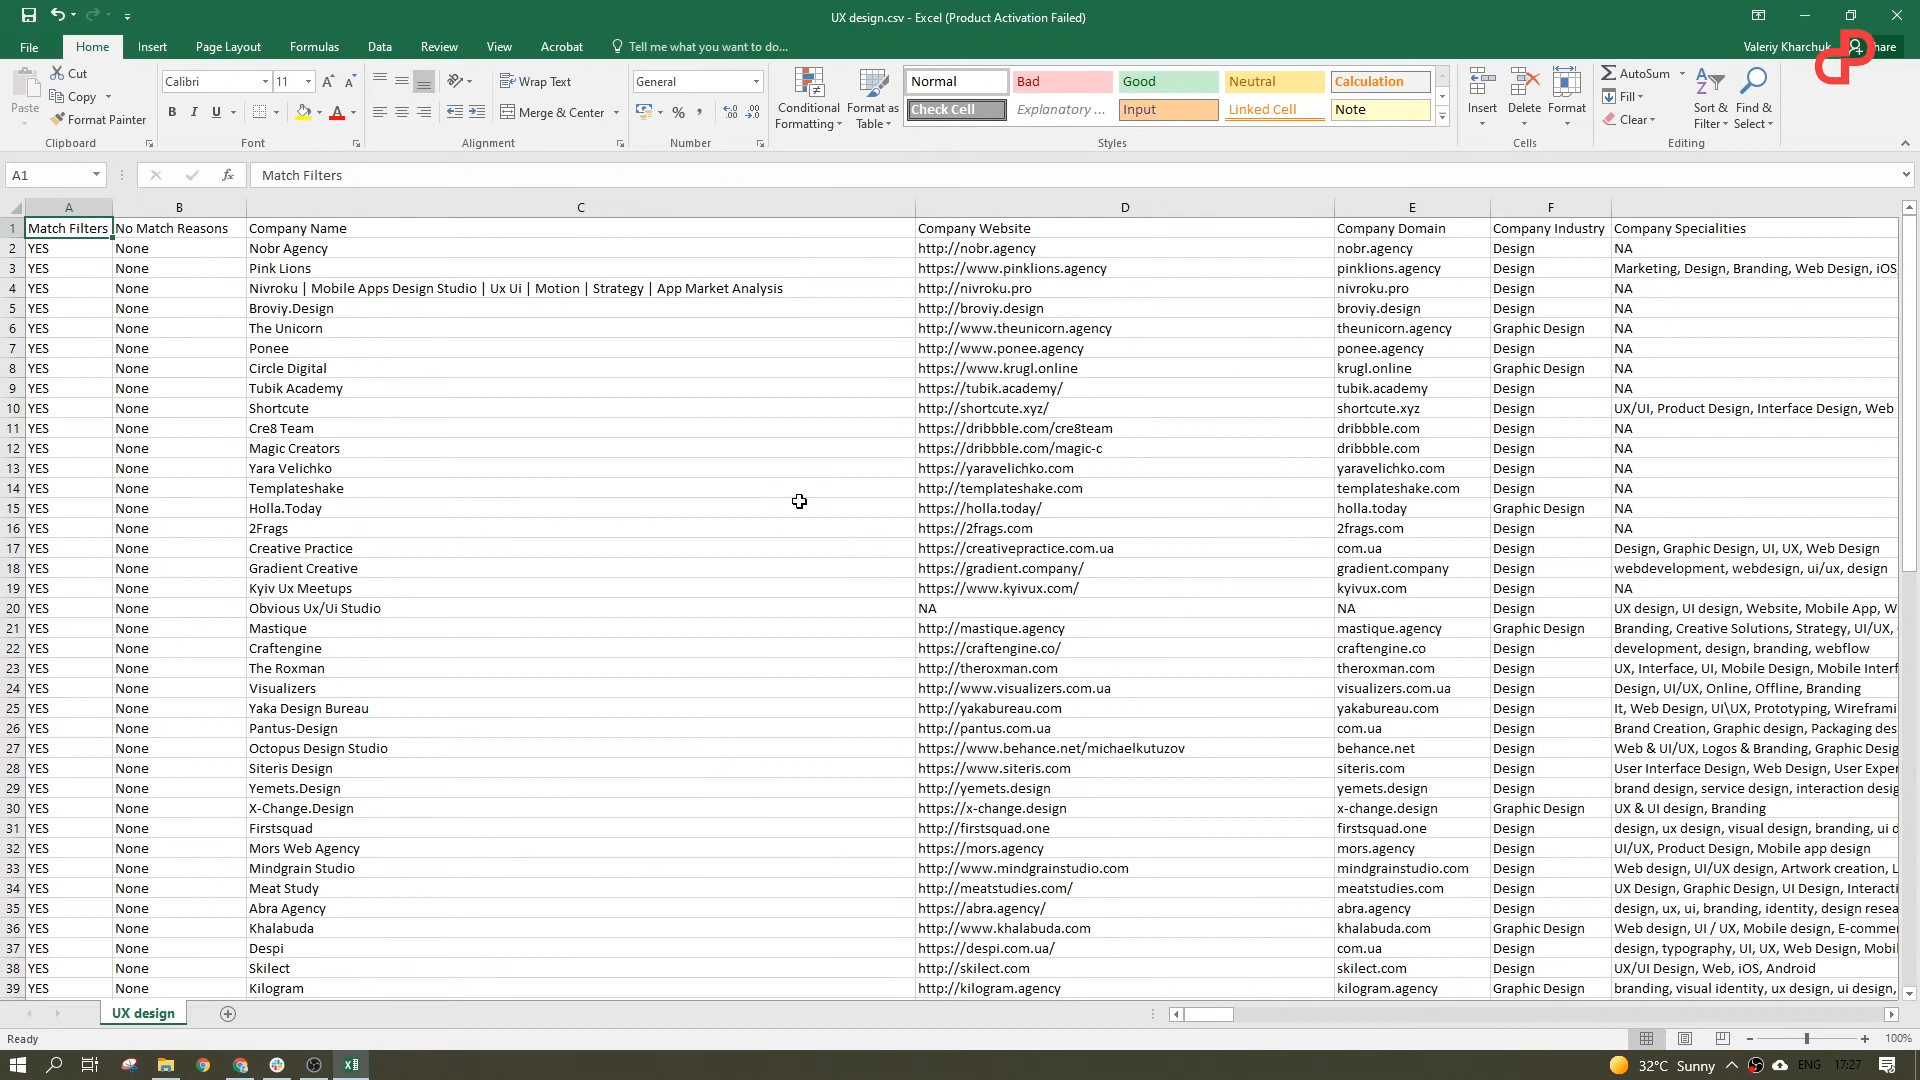 UX design.csv - Excel (Product Activation Failed)
File Home Insert Page Layout Formulas Data Review View Acrobat Tell me what you want to do... Valeriy Kharchuk Share
Paste Cut Copy Format Painter
Clipboard
Calibri 11
B I U
Font
Wrap Text
Merge & Center
Alignment
General
%
Number
Conditional Formatting
Format as Table
Normal Bad Good Neutral Calculation
Check Cell Explanatory ... Input Linked Cell Note
Styles
Insert Delete Format
Cells
AutoSum
Fill
Clear
Sort & Filter
Find & Select
Editing
A1 fx Match Filters
A B C D E F
1 Match Filters No Match Reasons Company Name Company Website Company Domain Company Industry Company Specialities
2 YES None Nobr Agency http://nobr.agency nobr.agency Design NA
3 YES None Pink Lions https://www.pinklions.agency pinklions.agency Design Marketing, Design, Branding, Web Design, iOS,
4 YES None Nivroku | Mobile Apps Design Studio | Ux Ui | Motion | Strategy | App Market Analysis http://nivroku.pro nivroku.pro Design NA
5 YES None Broviy.Design http://broviy.design broviy.design Design NA
6 YES None The Unicorn http://www.theunicorn.agency theunicorn.agency Graphic Design NA
7 YES None Ponee http://www.ponee.agency ponee.agency Design NA
8 YES None Circle Digital https://www.krugl.online krugl.online Graphic Design NA
9 YES None Tubik Academy https://tubik.academy/ tubik.academy Design NA
10 YES None Shortcute http://shortcute.xyz/ shortcute.xyz Design UX/UI, Product Design, Interface Design, Web
11 YES None Cre8 Team https://dribbble.com/cre8team dribbble.com Design NA
12 YES None Magic Creators https://dribbble.com/magic-c dribbble.com Design NA
13 YES None Yara Velichko https://yaravelichko.com yaravelichko.com Design NA
14 YES None Templateshake http://templateshake.com templateshake.com Design NA
15 YES None Holla.Today https://holla.today/ holla.today Graphic Design NA
16 YES None 2Frags https://2frags.com 2frags.com Design NA
17 YES None Creative Practice https://creativepractice.com.ua com.ua Design Design, Graphic Design, UI, UX, Web Design
18 YES None Gradient Creative https://gradient.company/ gradient.company Design webdevelopment, webdesign, ui/ux, design
19 YES None Kyiv Ux Meetups https://www.kyivux.com/ kyivux.com Design NA
20 YES None Obvious Ux/Ui Studio NA NA Design UX design, UI design, Website, Mobile App, W
21 YES None Mastique http://mastique.agency mastique.agency Graphic Design Branding, Creative Solutions, Strategy, UI/UX,
22 YES None Craftengine https://craftengine.co/ craftengine.co Design development, design, branding, webflow
23 YES None The Roxman http://theroxman.com theroxman.com Design UX, Interface, UI, Mobile Design, Mobile Interf
24 YES None Visualizers http://www.visualizers.com.ua visualizers.com.ua Design Design, UI/UX, Online, Offline, Branding
25 YES None Yaka Design Bureau http://yakabureau.com yakabureau.com Design It, Web Design, UI\UX, Prototyping, Wireframi
26 YES None Pantus-Design http://pantus.com.ua com.ua Design Brand Creation, Graphic design, Packaging des
27 YES None Octopus Design Studio https://www.behance.net/michaelkutuzov behance.net Design Web & UI/UX, Logos & Branding, Graphic Desig
28 YES None Siteris Design https://www.siteris.com siteris.com Design User Interface Design, Web Design, User Exper
29 YES None Yemets.Design http://yemets.design yemets.design Design brand design, service design, interaction desig
30 YES None X-Change.Design https://x-change.design x-change.design Graphic Design UX & UI design, Branding
31 YES None Firstsquad http://firstsquad.one firstsquad.one Design design, ux design, visual design, branding, ui d
32 YES None Mors Web Agency https://mors.agency mors.agency Design UI/UX, Product Design, Mobile app design
33 YES None Mindgrain Studio http://www.mindgrainstudio.com mindgrainstudio.com Design Web design, UI/UX design, Artwork creation, L
34 YES None Meat Study http://meatstudies.com/ meatstudies.com Design UX Design, Graphic Design, UI Design, Interacti
35 YES None Abra Agency https://abra.agency/ abra.agency Design design, ux, ui, branding, identity, design resea
36 YES None Khalabuda http://www.khalabuda.com khalabuda.com Graphic Design Web design, UI / UX, Mobile design, E-commer
37 YES None Despi https://despi.com.ua/ com.ua Design design, typography, UI, UX, Web Design, Mobil
38 YES None Skilect http://skilect.com skilect.com Design UX/UI Design, Web, iOS, Android
39 YES None Kilogram http://kilogram.agency kilogram.agency Graphic Design branding, visual identity, ux design, ui design,
UX design
Ready 100%
32°C Sunny ENG 17:27